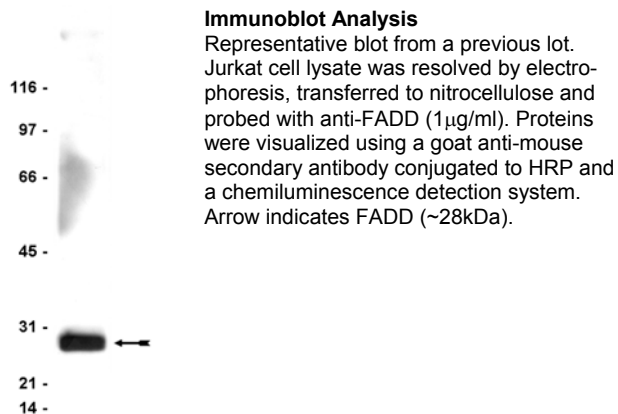 Immunoblot Analysis
Representative blot from a previous lot.
Jurkat cell lysate was resolved by electro-
phoresis, transferred to nitrocellulose and
probed with anti-FADD (1μg/ml). Proteins
were visualized using a goat anti-mouse
secondary antibody conjugated to HRP and
a chemiluminescence detection system.
Arrow indicates FADD (~28kDa).
116 -
97 -
66 -
45 -
31 -
21 -
14 -